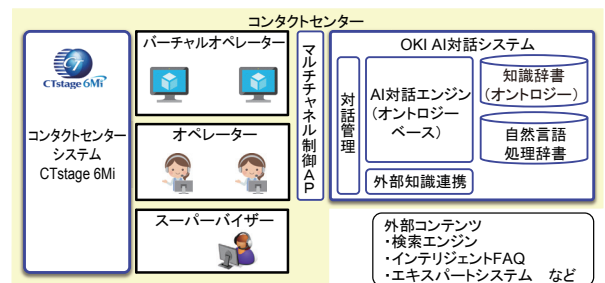 コンタクトセンター
CTstage 6Mi
コンタクトセンター
システム
CTstage 6Mi
バーチャルオペレーター
オペレーター
スーパーバイザー
マルチチャネル制御AP
OKI AI対話システム
対話管理
AI対話エンジン
(オントロジー
ベース)
知識辞書
(オントロジー)
自然言語
処理辞書
外部知識連携
外部コンテンツ
・検索エンジン
・インテリジェントFAQ
・エキスパートシステム など